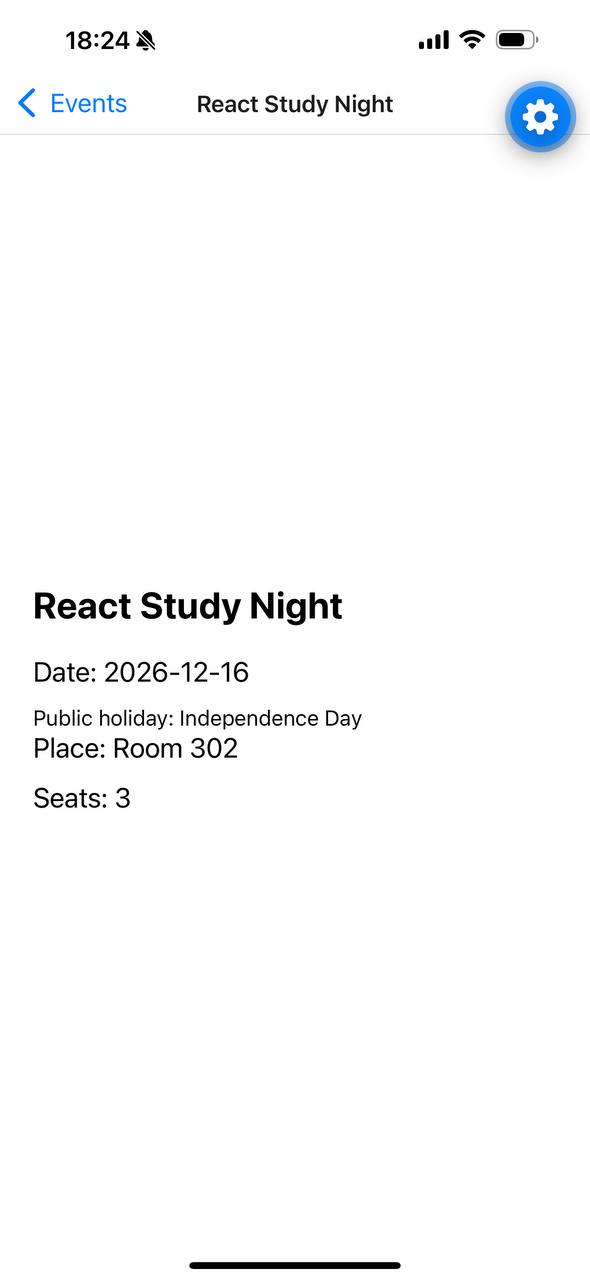 18:24
Events
React Study Night
React Study Night
Date: 2026-12-16
Public holiday: Independence Day
Place: Room 302
Seats: 3